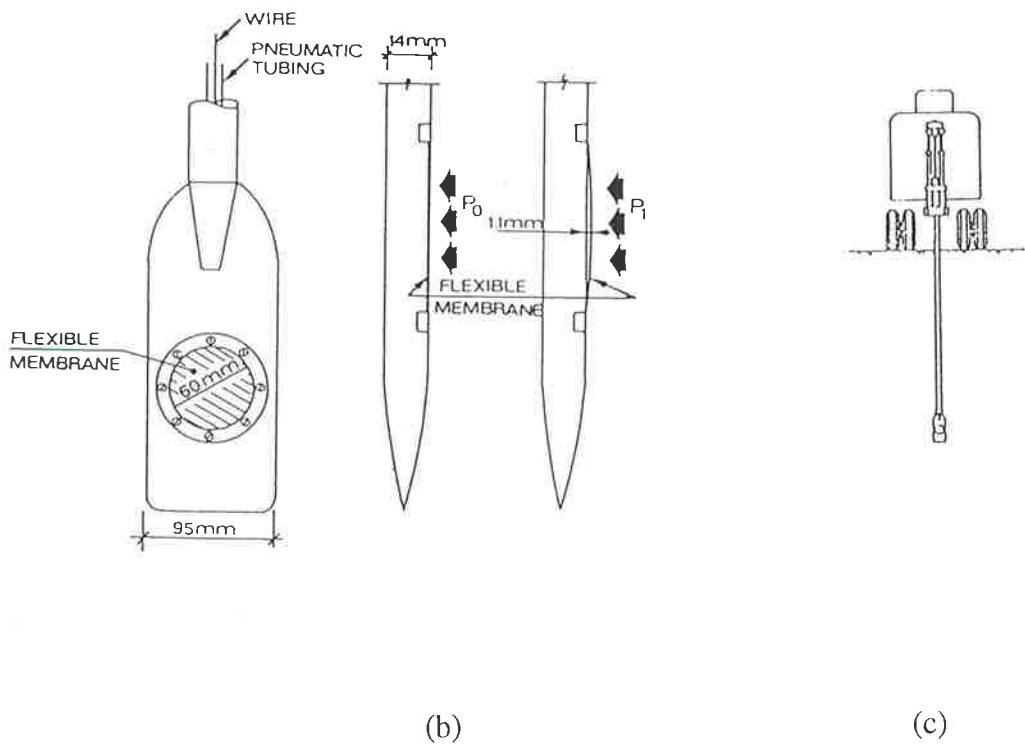 WIRE
PNEUMATIC
TUBING
14mm
P0
P1
1.1mm
FLEXIBLE
MEMBRANE
FLEXIBLE
MEMBRANE
60mm
95mm
(b)
(c)